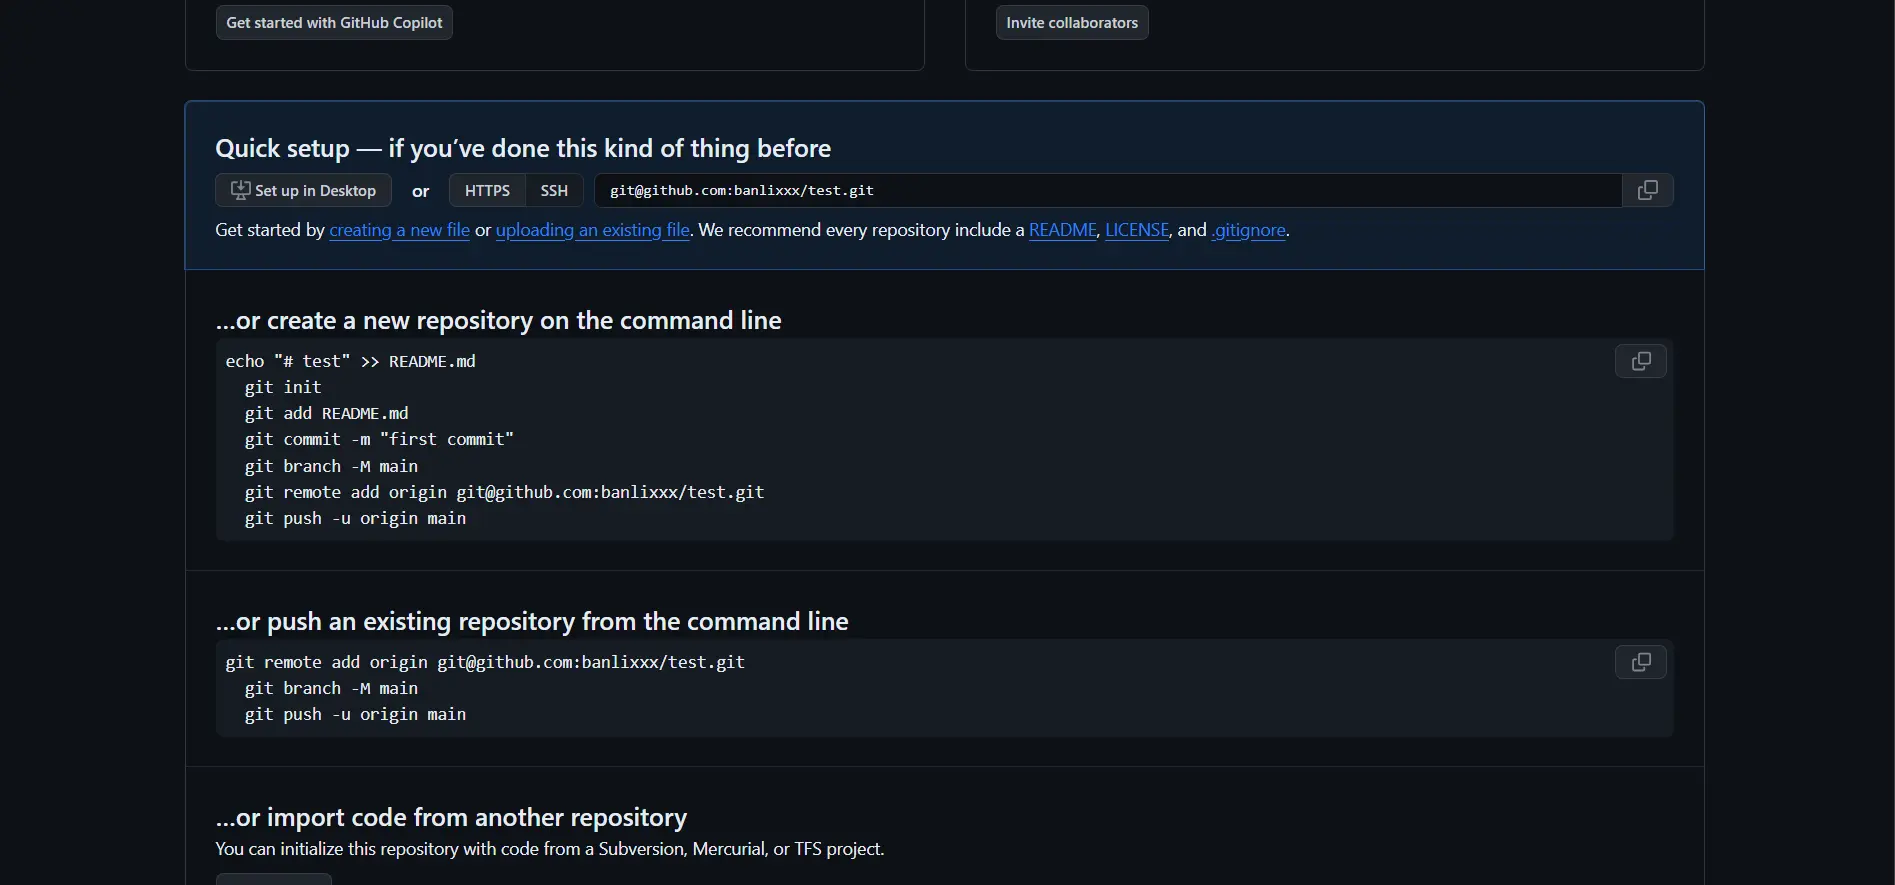 Get started with GitHub Copilot
Invite collaborators
Quick setup — if you’ve done this kind of thing before
Set up in Desktop or HTTPS SSH git@github.com:banlixxx/test.git
Get started by creating a new file or uploading an existing file. We recommend every repository include a README, LICENSE, and .gitignore.
…or create a new repository on the command line
echo "# test" >> README.md
git init
git add README.md
git commit -m "first commit"
git branch -M main
git remote add origin git@github.com:banlixxx/test.git
git push -u origin main
…or push an existing repository from the command line
git remote add origin git@github.com:banlixxx/test.git
git branch -M main
git push -u origin main
…or import code from another repository
You can initialize this repository with code from a Subversion, Mercurial, or TFS project.